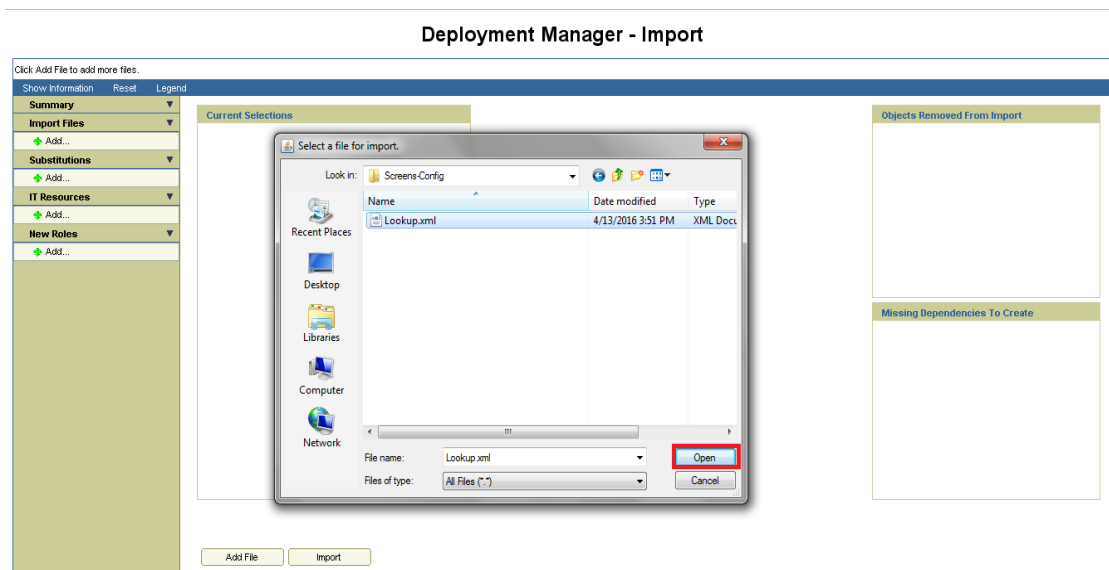 Deployment Manager - Import
Click Add File to add more files.
Show Information Reset Legend
Summary
Import Files
Add...
Substitutions
Add...
IT Resources
Add...
New Roles
Add...
Current Selections
Select a file for import.
Look in: Screens-Config
Recent Places
Desktop
Libraries
Computer
Network
Name Date modified Type
Lookup.xml 4/13/2016 3:51 PM XML Docu
File name: Lookup.xml Open
Files of type: All Files (*.*) Cancel
Objects Removed From Import
Missing Dependencies To Create
Add File Import